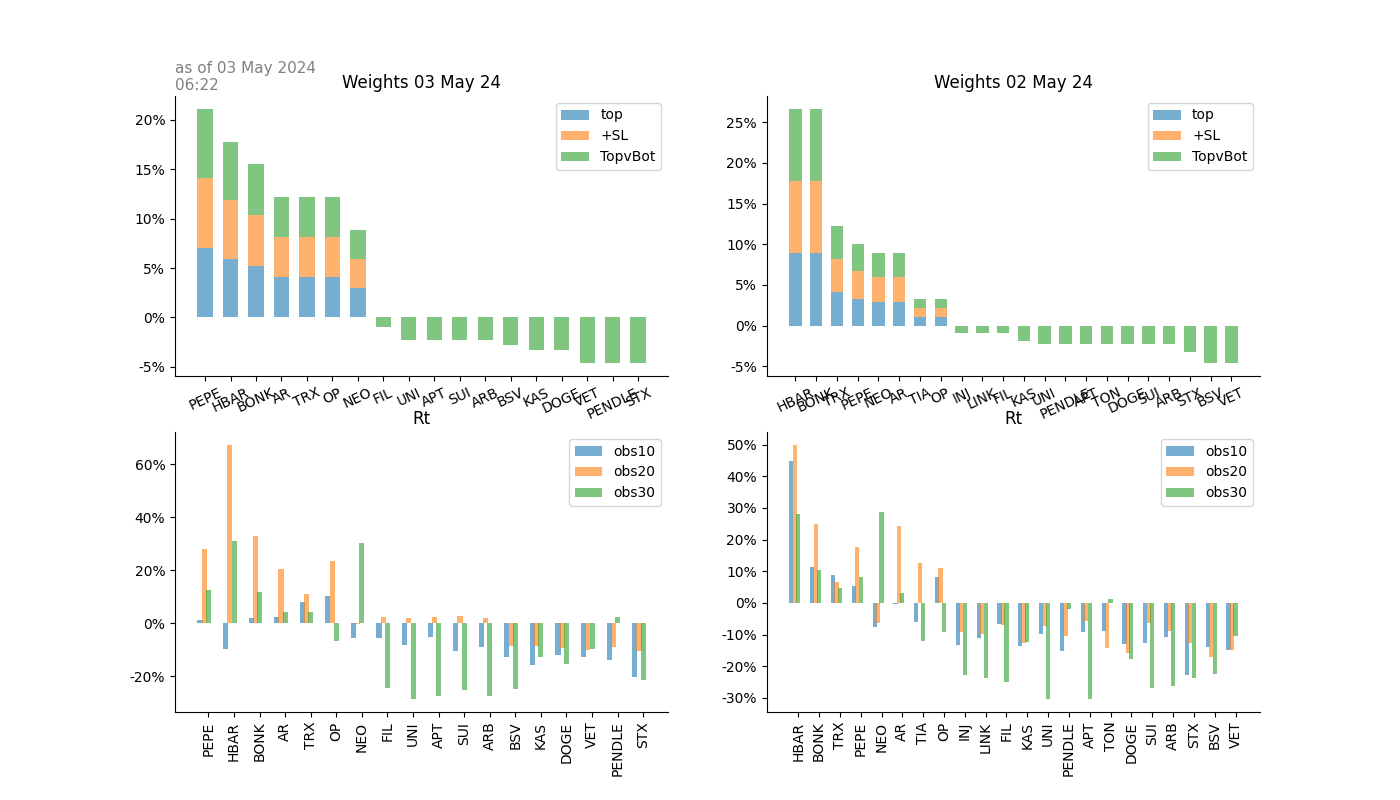 as of 03 May 2024
06:22
Weights 03 May 24
20%
15%
10%
5%
0%
-5%
top
+SL
TopvBot
PEPE HBAR BONK AR TRX OP NEO FIL UNI APT SUI ARB BSV KAS DOGE VET PENDLE STX
Weights 02 May 24
25%
20%
15%
10%
5%
0%
-5%
top
+SL
TopvBot
HBAR BONK TRX PEPE NEO AR TIA OP INJ LINK FIL KAS UNI PENDLE APT TON DOGE SUI ARB STX BSV VET
Rt
60%
40%
20%
0%
-20%
obs10
obs20
obs30
PEPE HBAR BONK AR TRX OP NEO FIL UNI APT SUI ARB BSV KAS DOGE VET PENDLE STX
Rt
50%
40%
30%
20%
10%
0%
-10%
-20%
-30%
obs10
obs20
obs30
HBAR BONK TRX PEPE NEO AR TIA OP INJ LINK FIL KAS UNI PENDLE APT TON DOGE SUI ARB STX BSV VET